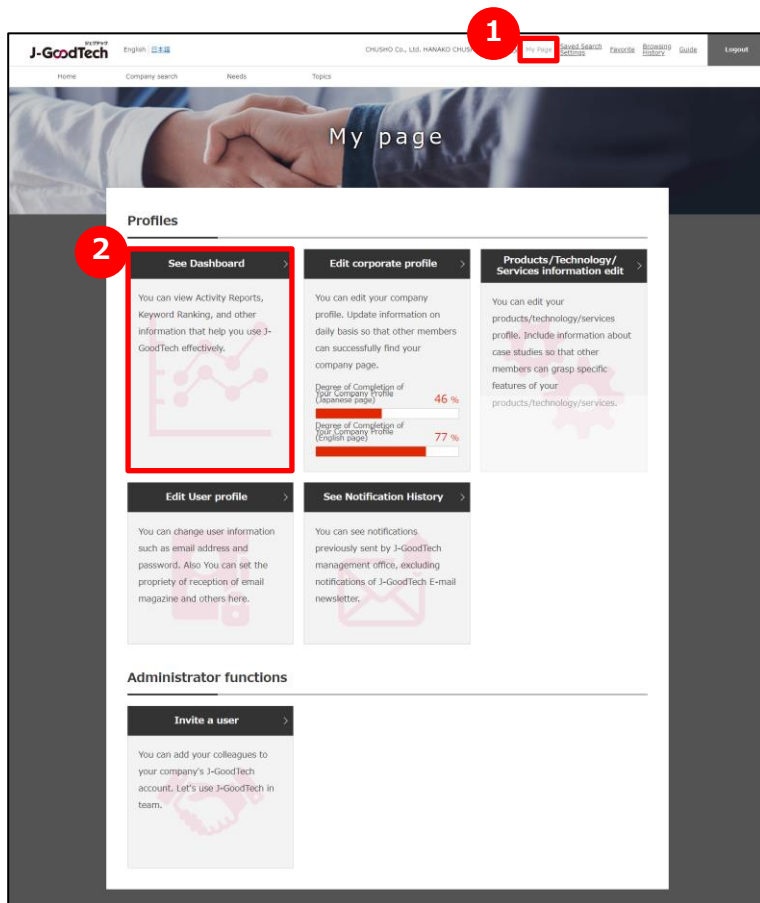 1
ジェグテック
J-GoodTech
English | 日本語
CHUSHO Co., Ltd. HANAKO CHUSH
My Page
Saved Search
Settings
Favorite
Browsing
History
Guide
Logout
Home
Company search
Needs
Topics
My page
Profiles
2
See Dashboard
You can view Activity Reports,
Keyword Ranking, and other
information that help you use J-
GoodTech effectively.
Edit corporate profile
You can edit your company
profile. Update information on
daily basis so that other members
can successfully find your
company page.
Degree of Completion of
Your Company Profile
(Japanese page)
46 %
Degree of Completion of
Your Company Profile
(English page)
77 %
Products/Technology/
Services information edit
You can edit your
products/technology/services
profile. Include information about
case studies so that other
members can grasp specific
features of your
products/technology/services.
Edit User profile
You can change user information
such as email address and
password. Also You can set the
propriety of reception of email
magazine and others here.
See Notification History
You can see notifications
previously sent by J-GoodTech
management office, excluding
notifications of J-GoodTech E-mail
newsletter.
Administrator functions
Invite a user
You can add your colleagues to
your company's J-GoodTech
account. Let's use J-GoodTech in
team.